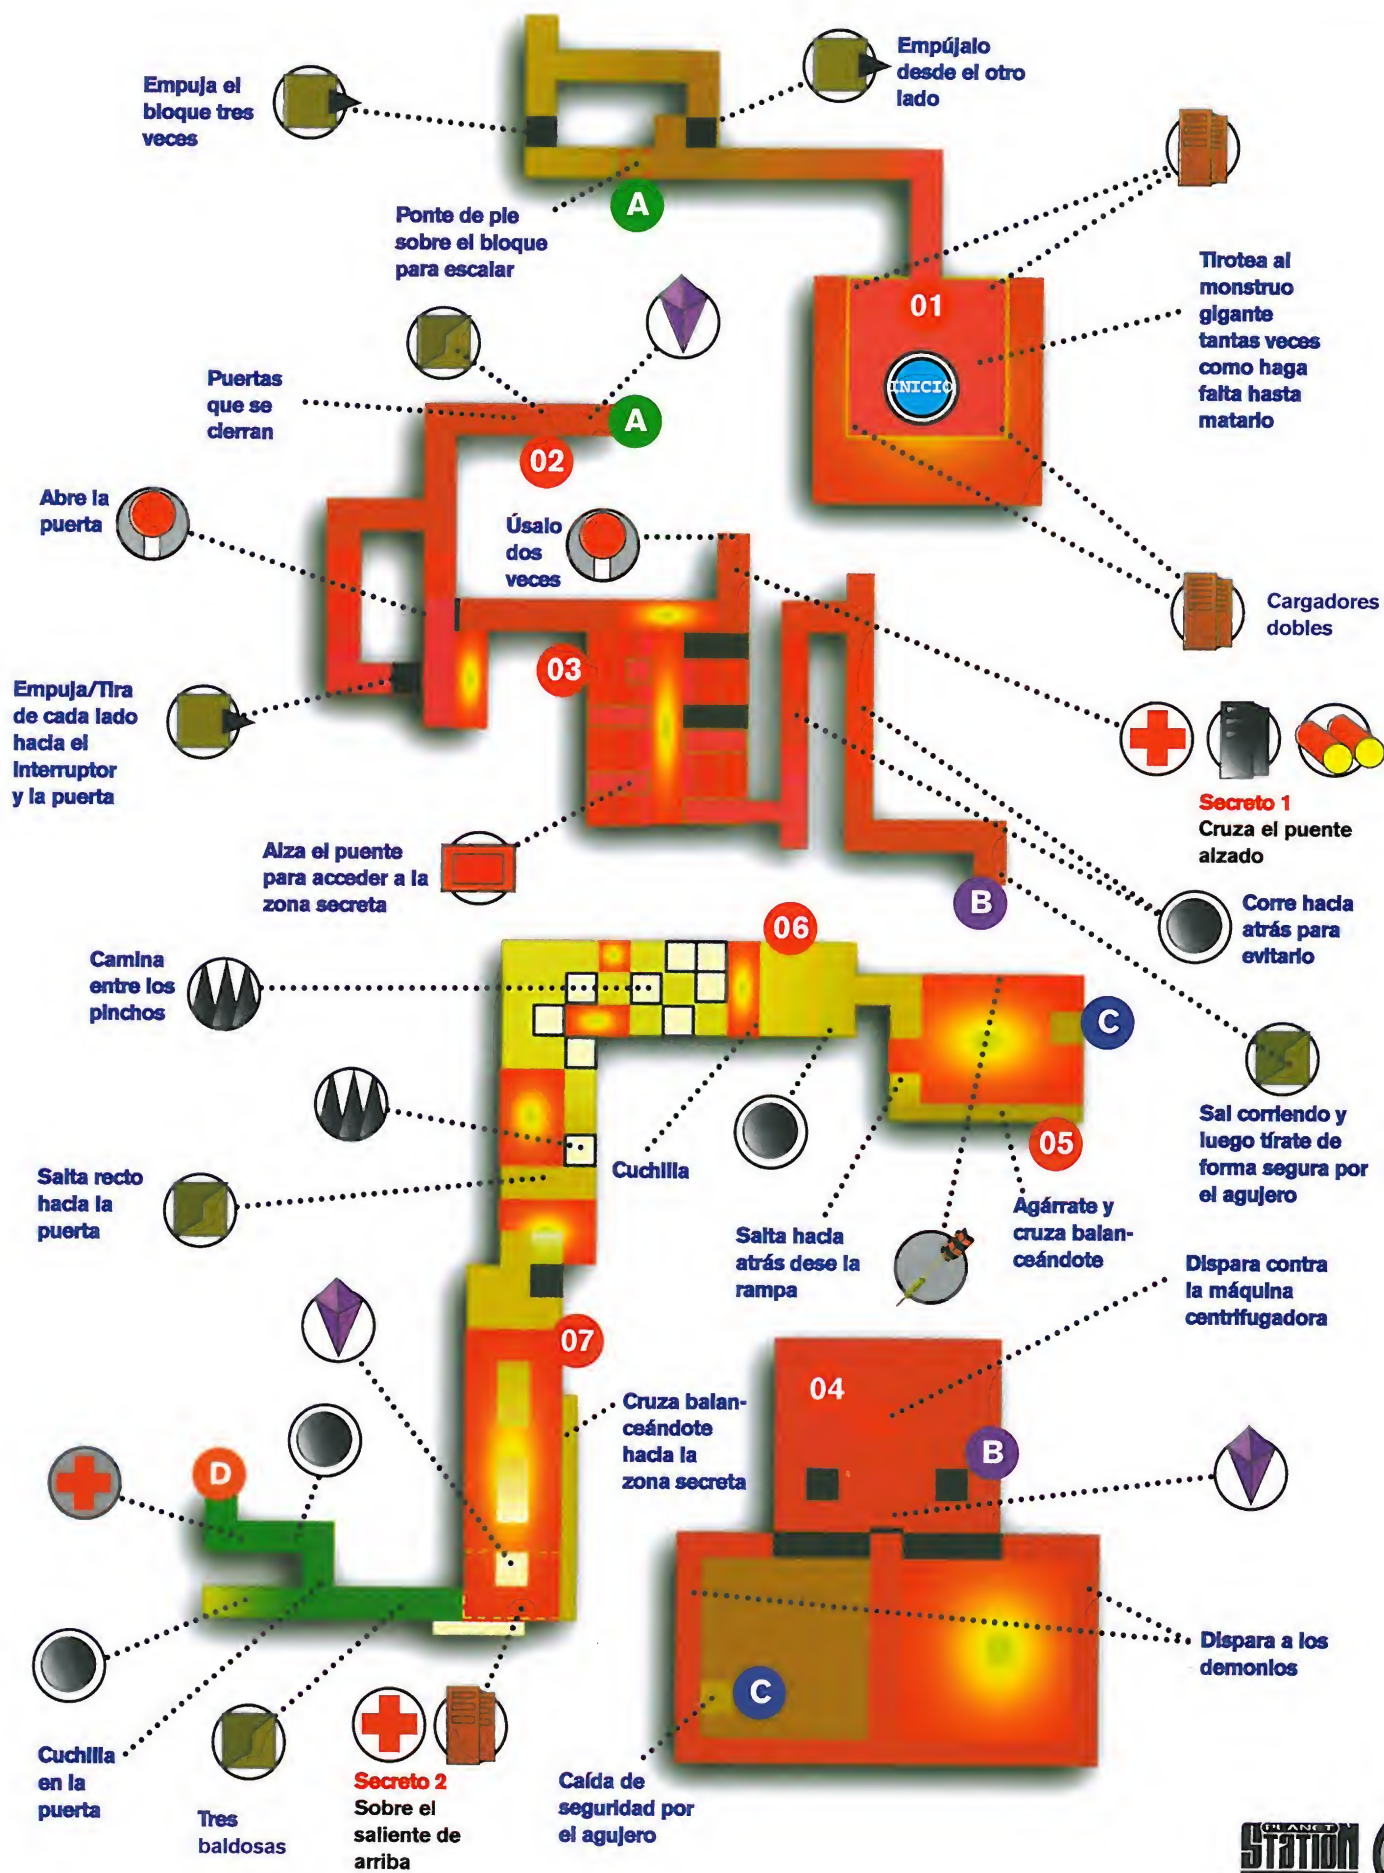 Empuja el
bloque tres
veces
Empújalo
desde el otro
lado
A
Ponte de pie
sobre el bloque
para escalar
01
INICIO
Tirotea al
monstruo
gigante
tantas veces
como haga
falta hasta
matarlo
Puertas
que se
cierran
A
02
Abre la
puerta
Úsalo
dos
veces
Cargadores
dobles
03
Empuja/Tira
de cada lado
hacia el
interruptor
y la puerta
Secreto 1
Cruza el puente
alzado
Alza el puente
para acceder a la
zona secreta
B
Corre hacia
atrás para
evitarlo
06
Camina
entre los
pinchos
C
Sal corriendo y
luego tírate de
forma segura por
el agujero
05
Cuchilla
Salta recto
hacia la
puerta
Salta hacia
atrás dese la
rampa
Agárrate y
cruza balan-
ceándote
Dispara contra
la máquina
centrifugadora
07
04
Cruza balan-
ceándote
hacia la
zona secreta
B
D
Dispara a los
demonios
C
Cuchilla
en la
puerta
Tres
baldosas
Secreto 2
Sobre el
saliente de
arriba
Caída de
seguridad por
el agujero
PLANET
STATION